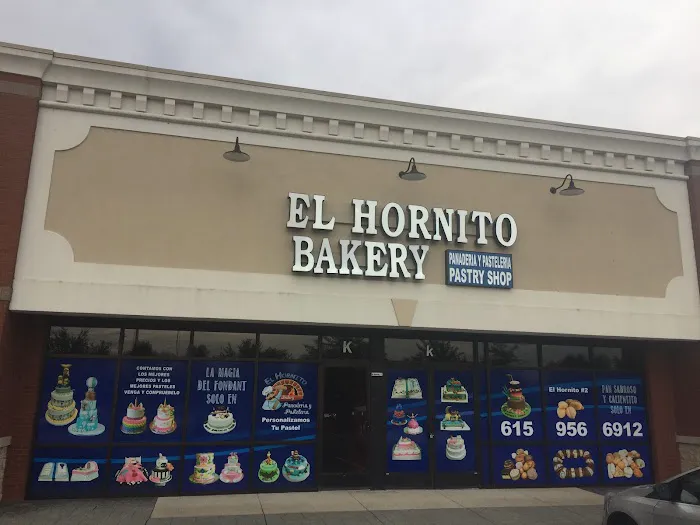 EL HORNITO
BAKERY
PANADERIA Y PASTELERIA
PASTRY SHOP
K
k
CONTAMOS CON
LOS MEJORES
PRECIOS Y LOS
MEJORES PASTELES
VENGA Y COMPRUEBELO
LA MAGIA
DEL FONDANT
SOLO EN
EL HORNITO
Panaderia y
Pasteleria
Personalizamos
Tu Pastel
El Hornito #2
PAN SABROSO
Y CALIENTITO
SOLO EN
615 956 6912